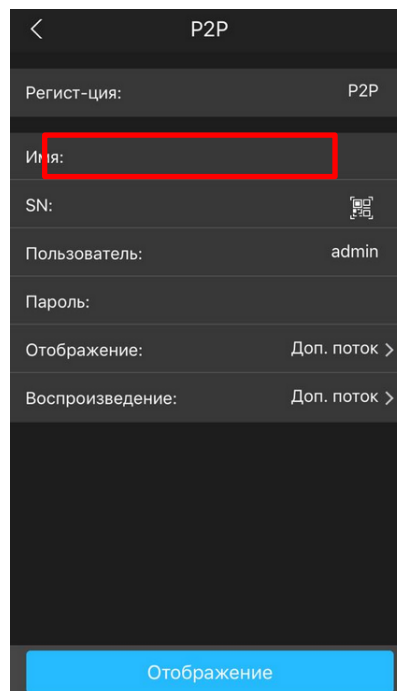 P2P
Регист-ция: P2P
Имя:
SN:
Пользователь: admin
Пароль:
Отображение: Доп. поток
Воспроизведение: Доп. поток
Отображение